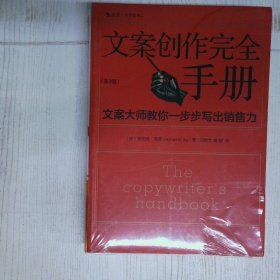 文案创作完全
手册
（第3版）
文案大师教你一步步写出销售力
The
copywriter's
handbook